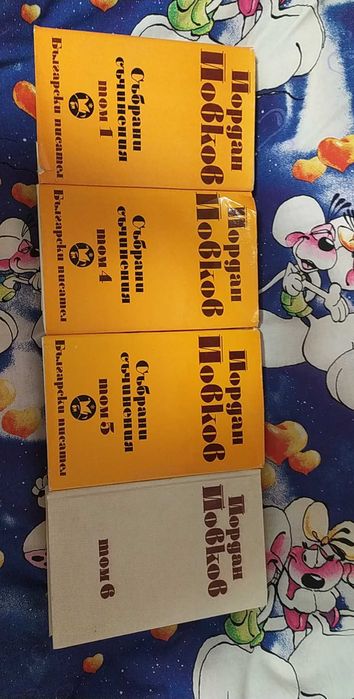 Йордан
Йовков
Събрани
съчинения
том 1
Български писател
Йордан
Йовков
Събрани
съчинения
том 4
Български писател
Йордан
Йовков
Събрани
съчинения
том 5
Български писател
Йордан
Йовков
том 6